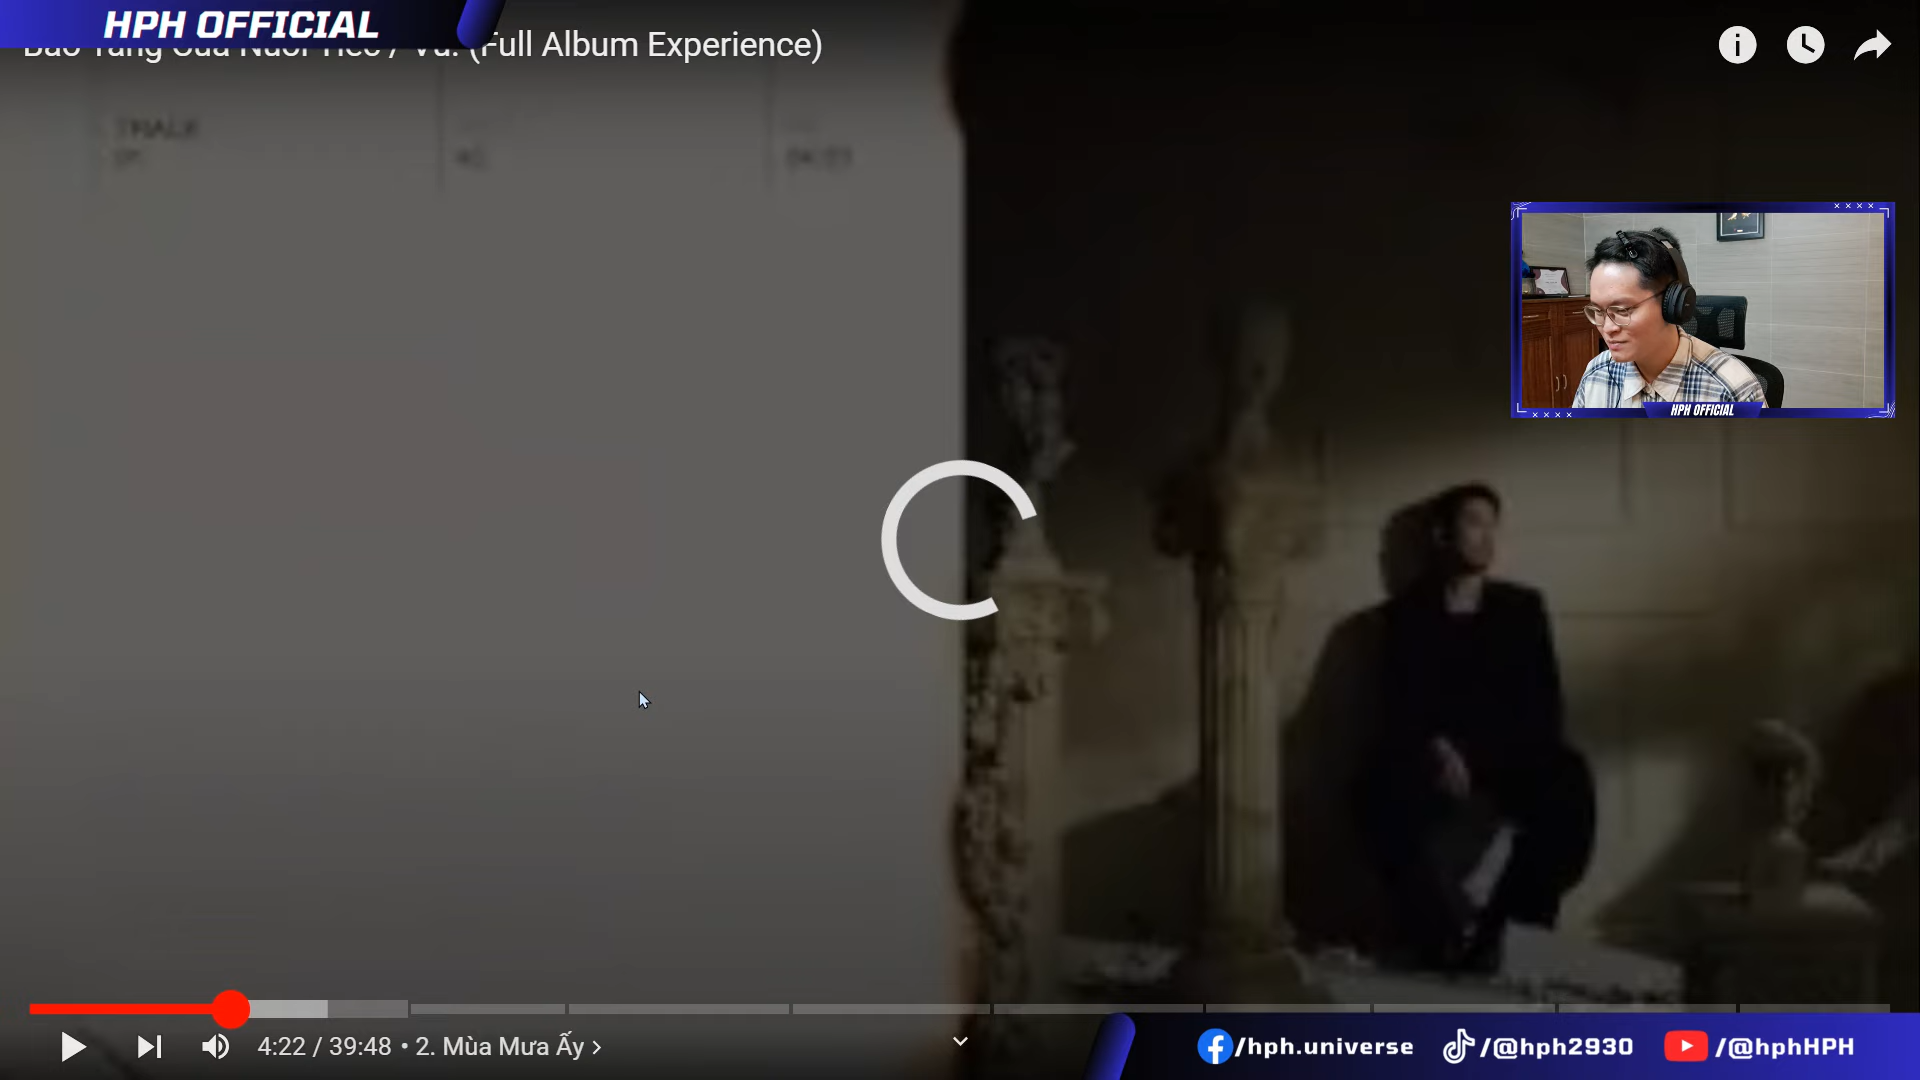 HPH OFFICIAL
(Full Album Experience)
HPH OFFICIAL
4:22 / 39:48 • 2. Mùa Mưa Ấy
/hph.universe
/@hph2930
/@hphHPH